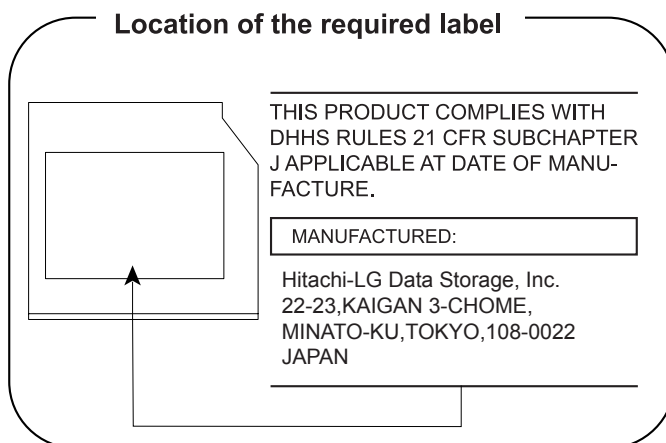 Location of the required label
THIS PRODUCT COMPLIES WITH
DHHS RULES 21 CFR SUBCHAPTER
J APPLICABLE AT DATE OF MANU-
FACTURE.
MANUFACTURED:
Hitachi-LG Data Storage, Inc.
22-23,KAIGAN 3-CHOME,
MINATO-KU,TOKYO,108-0022
JAPAN